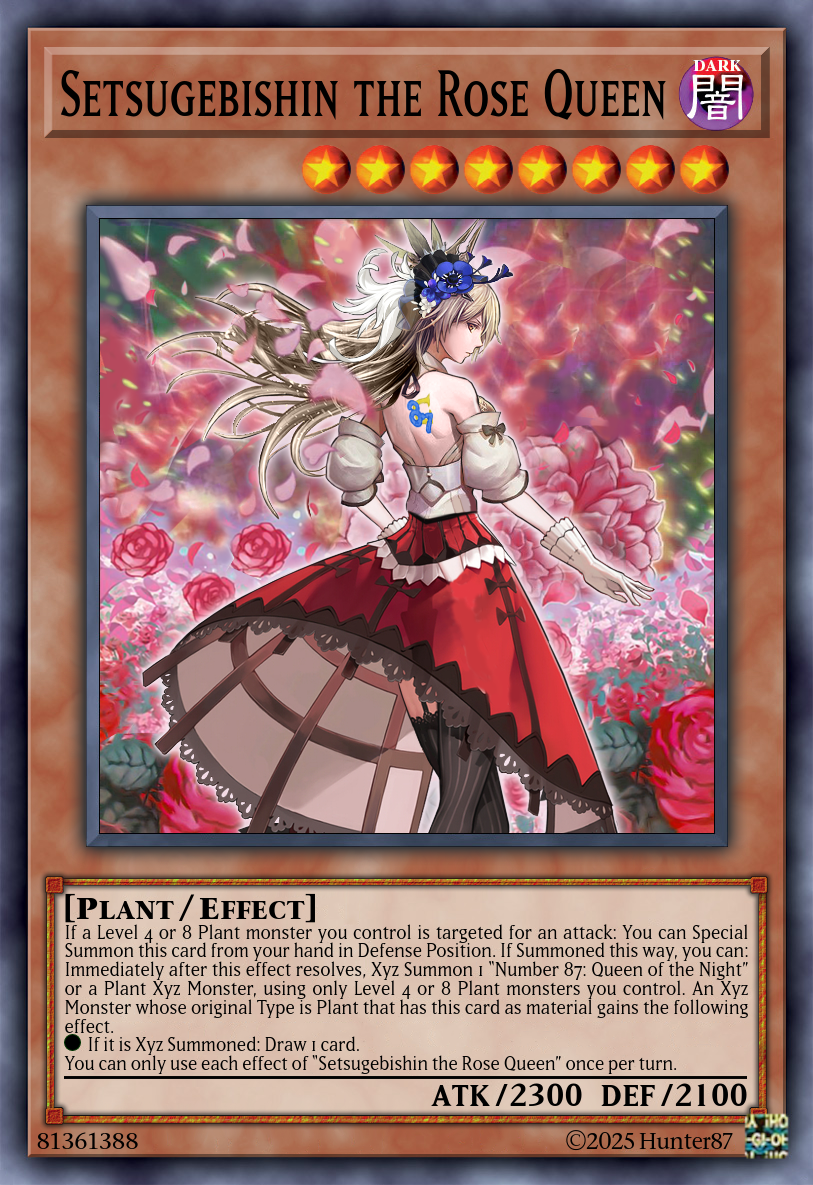 Setsugebishin the Rose Queen
DARK
闇
87
[Plant / Effect]
If a Level 4 or 8 Plant monster you control is targeted for an attack: You can Special
Summon this card from your hand in Defense Position. If Summoned this way, you can:
Immediately after this effect resolves, Xyz Summon 1 "Number 87: Queen of the Night"
or a Plant Xyz Monster, using only Level 4 or 8 Plant monsters you control. An Xyz
Monster whose original Type is Plant that has this card as material gains the following
effect.
● If it is Xyz Summoned: Draw 1 card.
You can only use each effect of "Setsugebishin the Rose Queen" once per turn.
ATK/2300 DEF/2100
81361388
©2025 Hunter87